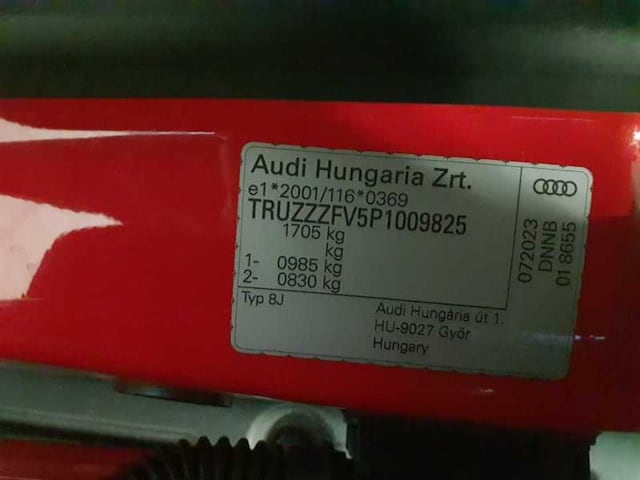 Audi Hungaria Zrt.
e1*2001/116*0369
TRUZZZFV5P1009825
1705 kg
kg
1- 0985 kg
2- 0830 kg
Typ 8J
Audi Hungária út 1.
HU-9027 Győr
Hungary
072023
DNNB
01 8655